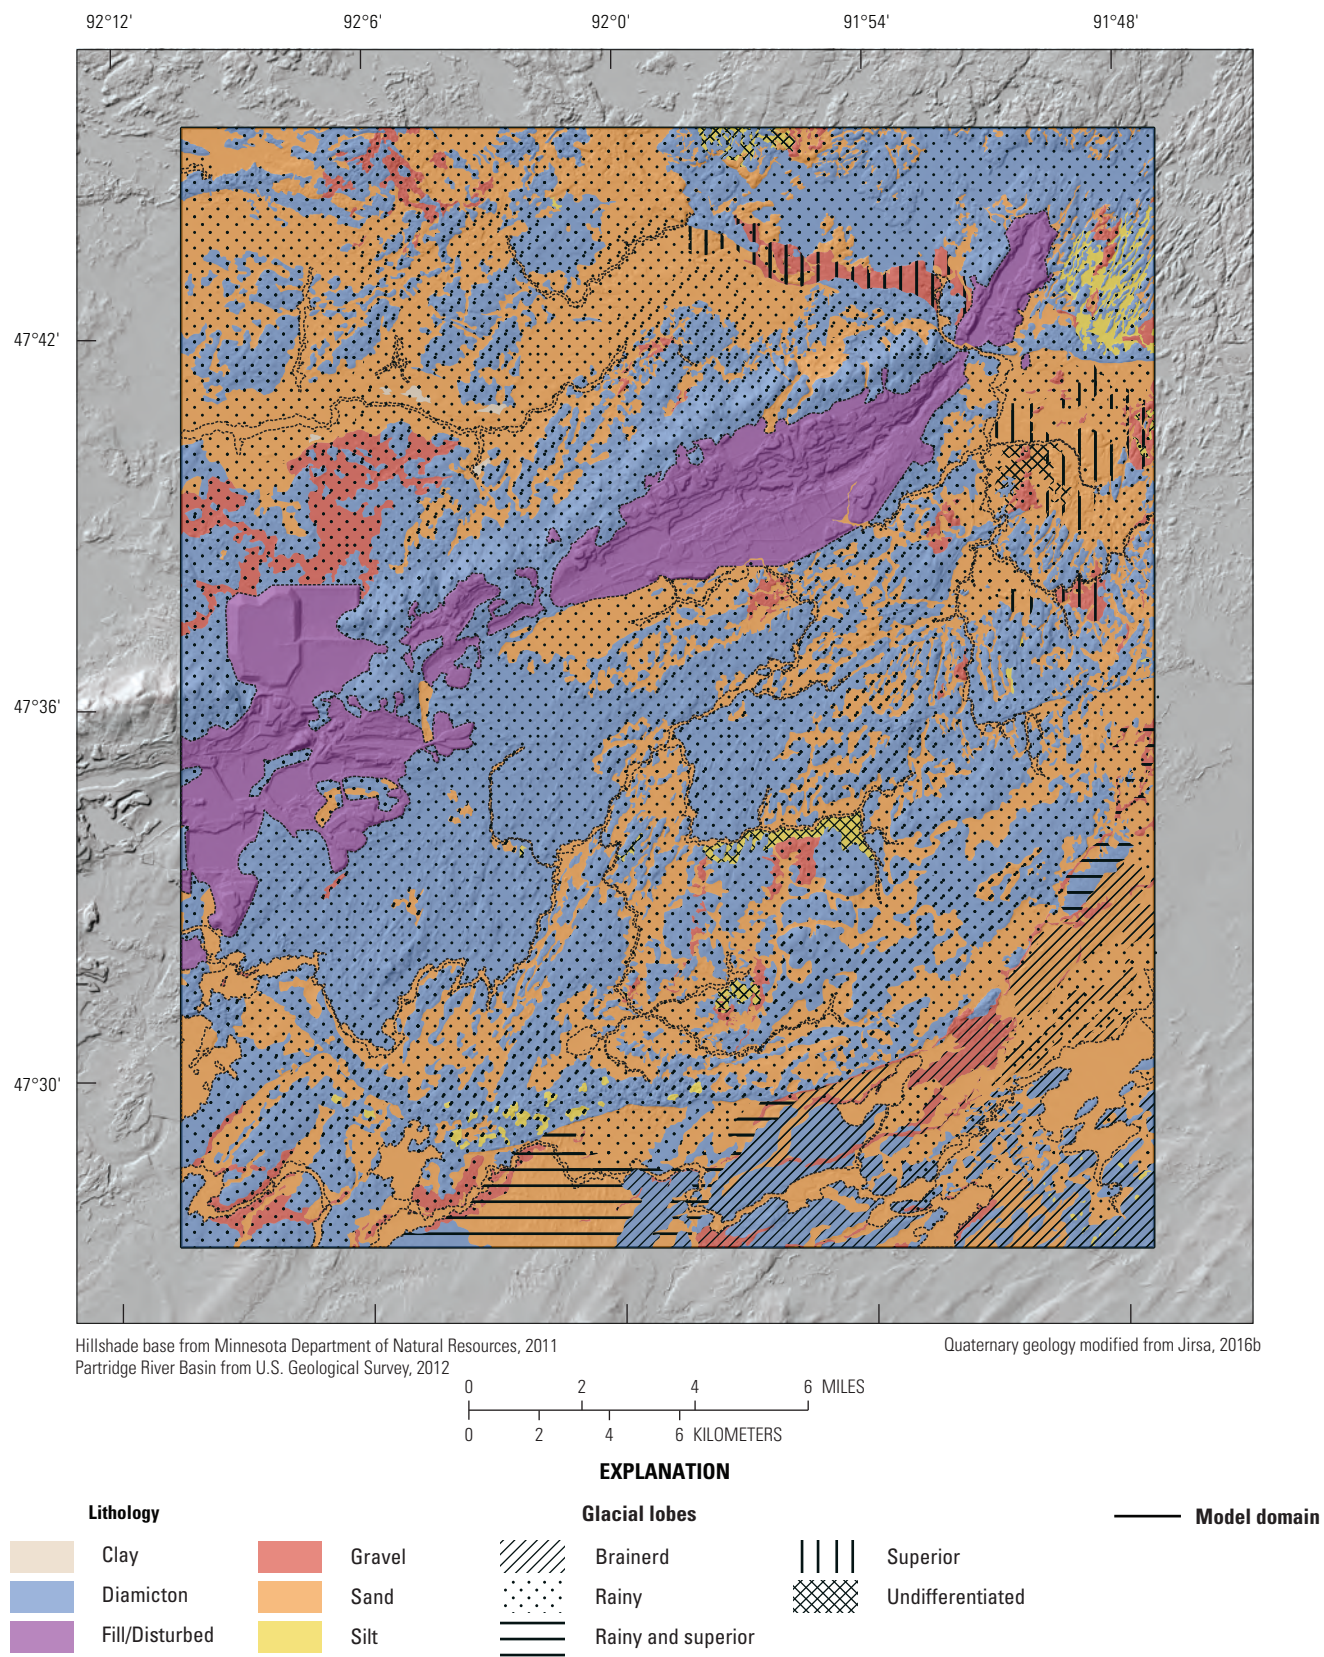 92°12' 92°6' 92°0' 91°54' 91°48'
47°42'
47°36'
47°30'
Hillshade base from Minnesota Department of Natural Resources, 2011
Partridge River Basin from U.S. Geological Survey, 2012
Quaternary geology modified from Jirsa, 2016b
0 2 4 6 MILES
0 2 4 6 KILOMETERS
EXPLANATION
Lithology
Clay
Diamicton
Fill/Disturbed
Gravel
Sand
Silt
Glacial lobes
Brainerd
Rainy
Rainy and superior
Superior
Undifferentiated
Model domain